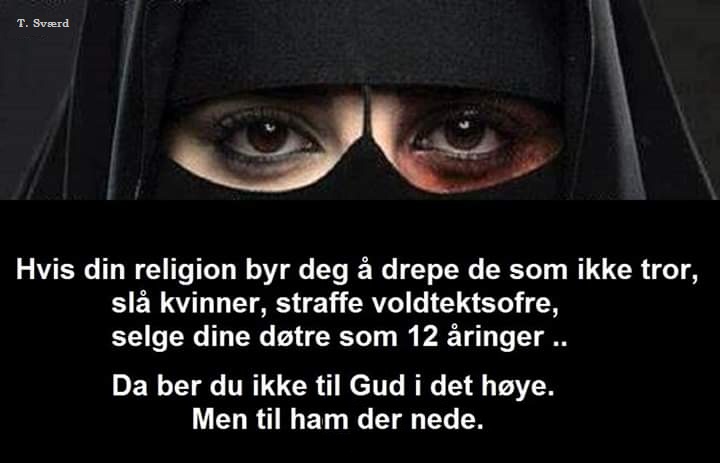 T. Sværd
Hvis din religion byr deg å drepe de som ikke tror,
slå kvinner, straffe voldtektsofre,
selge dine døtre som 12 åringer ..
Da ber du ikke til Gud i det høye.
Men til ham der nede.